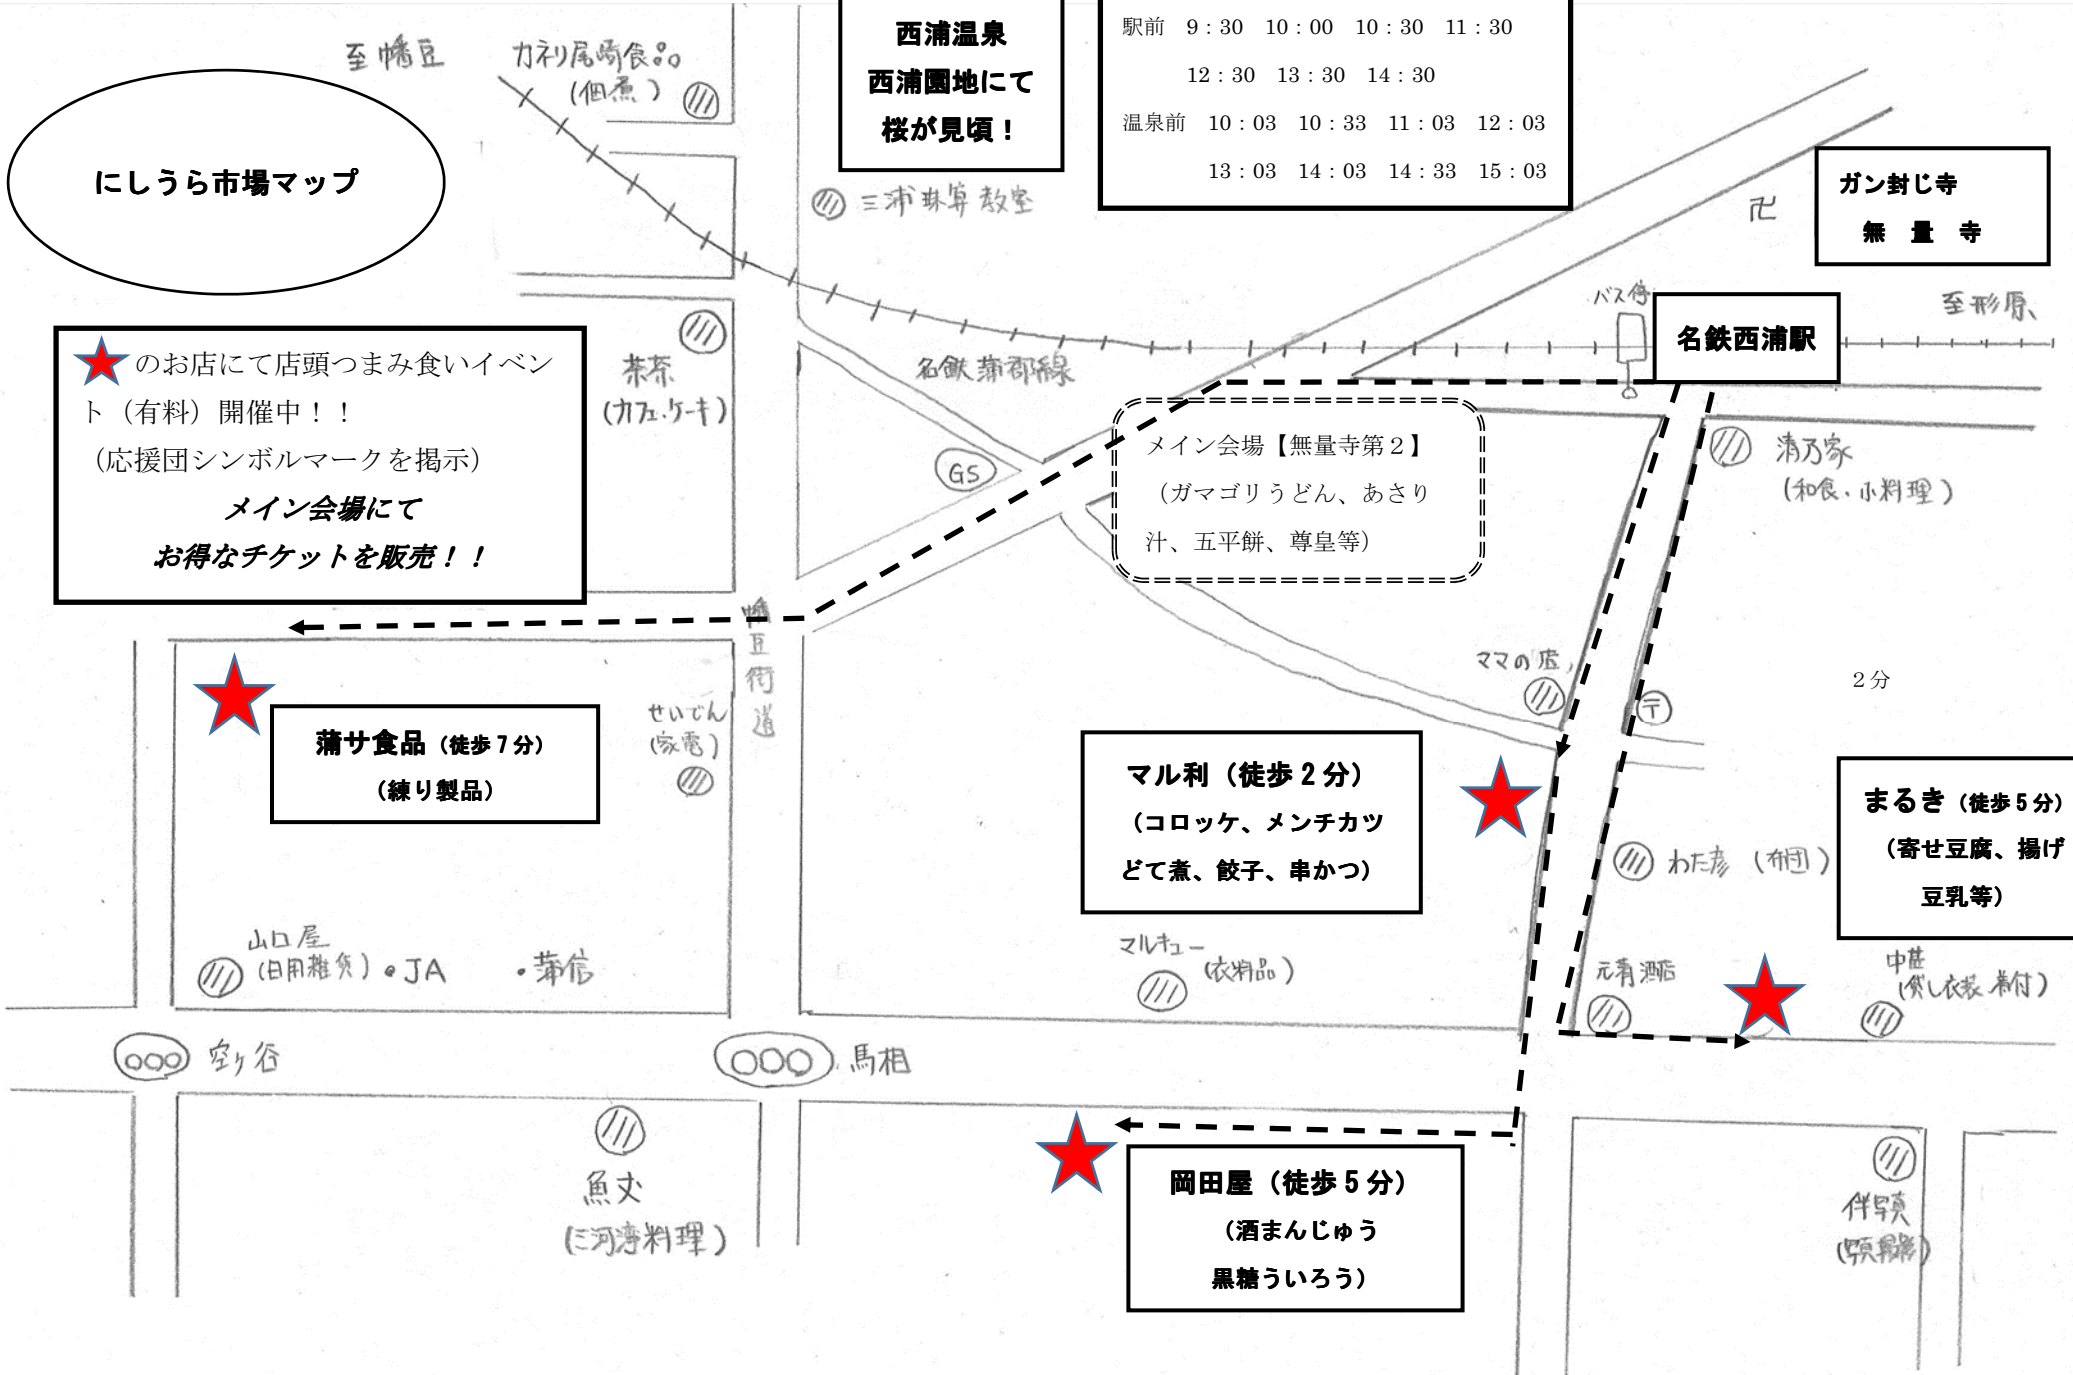 至幡豆
カネリ尾崎食品
(佃煮)
西浦温泉
西浦園地にて
桜が見頃！
駅前 9：30 10：00 10：30 11：30
12：30 13：30 14：30
温泉前 10：03 10：33 11：03 12：03
13：03 14：03 14：33 15：03
にしうら市場マップ
三浦珠算教室
卍
ガン封じ寺
無量寺
バス停
名鉄西浦駅
至形原
★のお店にて店頭つまみ食いイベン
ト（有料）開催中！！
（応援団シンボルマークを掲示）
メイン会場にて
お得なチケットを販売！！
茶茶
(カフェ・ケーキ)
名鉄蒲郡線
GS
メイン会場【無量寺第２】
（ガマゴリうどん、あさり
汁、五平餅、尊皇等）
清乃家
(和食・小料理)
幡豆街道
ママの店
〒
２分
せいでん
(家電)
蒲サ食品（徒歩７分）
（練り製品）
マル利（徒歩２分）
（コロッケ、メンチカツ
どて煮、餃子、串かつ）
わた彦 (布団)
まるき（徒歩５分）
（寄せ豆腐、揚げ
豆乳等）
山口屋
(日用雑貨)
・JA
・蒲信
マルキュー
(衣料品)
酒店
中甚
(貸し衣裳 着付)
空ヶ谷
馬相
魚丈
(三河湾料理)
岡田屋（徒歩５分）
（酒まんじゅう
黒糖ういろう）
伴写真